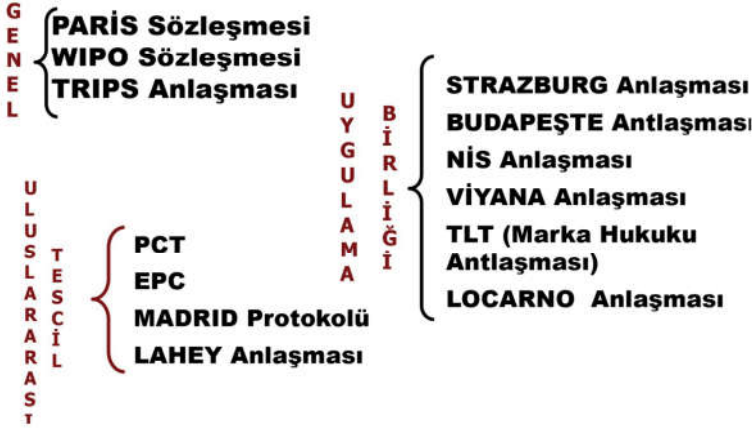 GENEL
PARİS Sözleşmesi
WIPO Sözleşmesi
TRIPS Anlaşması
UYGULAMA
BİRLİĞİ
STRAZBURG Anlaşması
BUDAPEŞTE Antlaşması
NİS Anlaşması
VİYANA Anlaşması
TLT (Marka Hukuku
Antlaşması)
LOCARNO Anlaşması
ULUSLARARASI
TESCİL
PCT
EPC
MADRID Protokolü
LAHEY Anlaşması